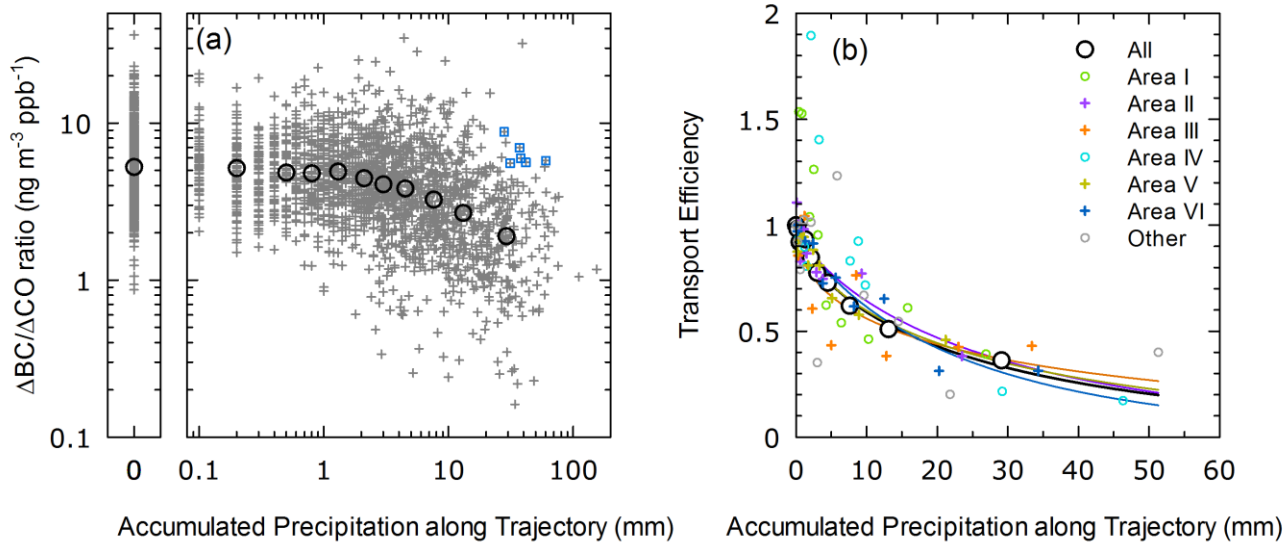 (a)
ΔBC/ΔCO ratio (ng m⁻³ ppb⁻¹)
10
1
0.1
0
0.1
1
10
100
Accumulated Precipitation along Trajectory (mm)
(b)
Transport Efficiency
2
1.5
1
0.5
0
0
10
20
30
40
50
60
Accumulated Precipitation along Trajectory (mm)
All
Area I
Area II
Area III
Area IV
Area V
Area VI
Other